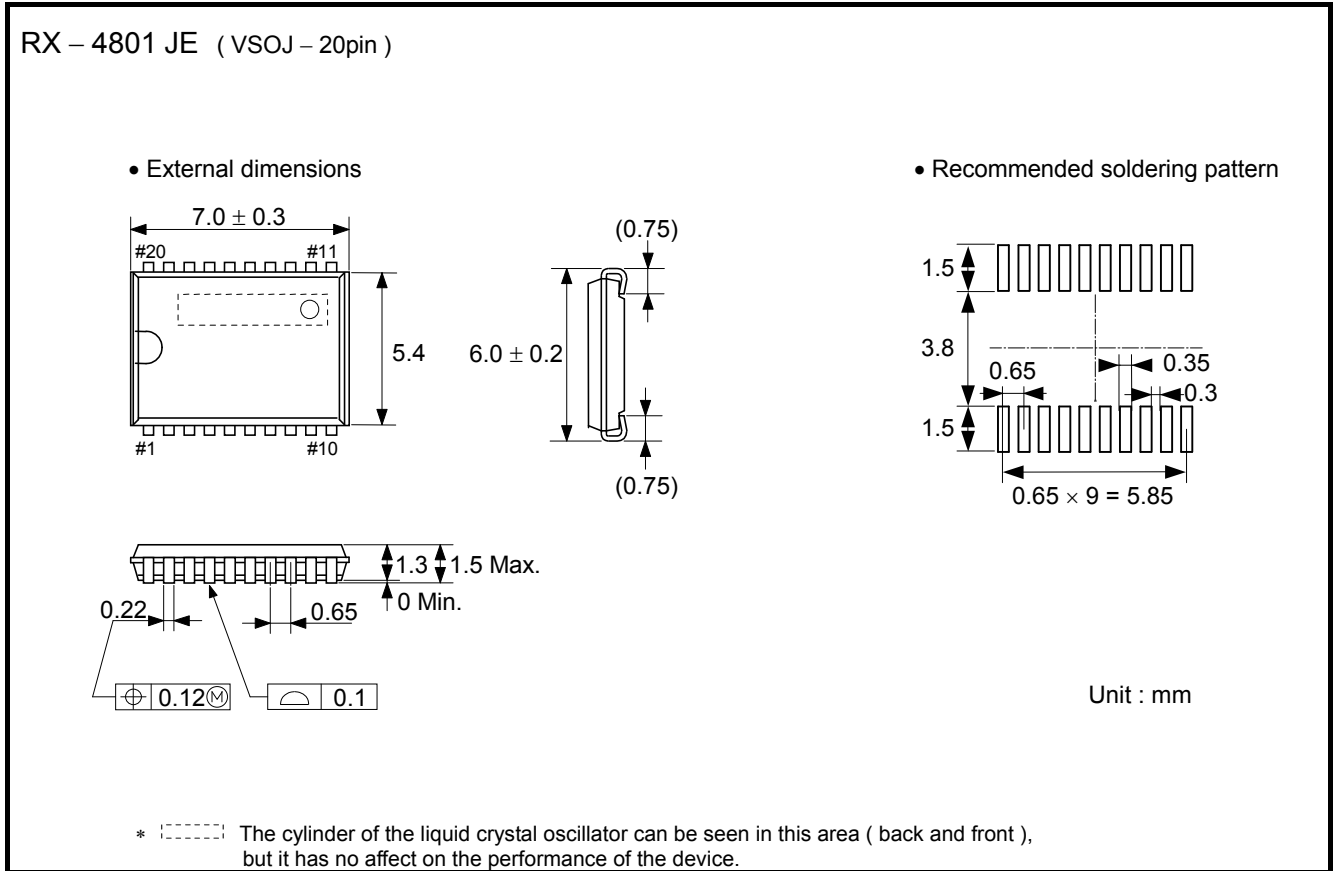 RX – 4801 JE ( VSOJ – 20pin )
• External dimensions
• Recommended soldering pattern
7.0 ± 0.3
#20
#11
5.4
#1
#10
(0.75)
6.0 ± 0.2
(0.75)
1.5
3.8
0.65
0.35
0.3
1.5
0.65 × 9 = 5.85
1.3
1.5 Max.
0 Min.
0.22
0.65
⌖ 0.12Ⓜ
⌓ 0.1
Unit : mm
* The cylinder of the liquid crystal oscillator can be seen in this area ( back and front ),
but it has no affect on the performance of the device.